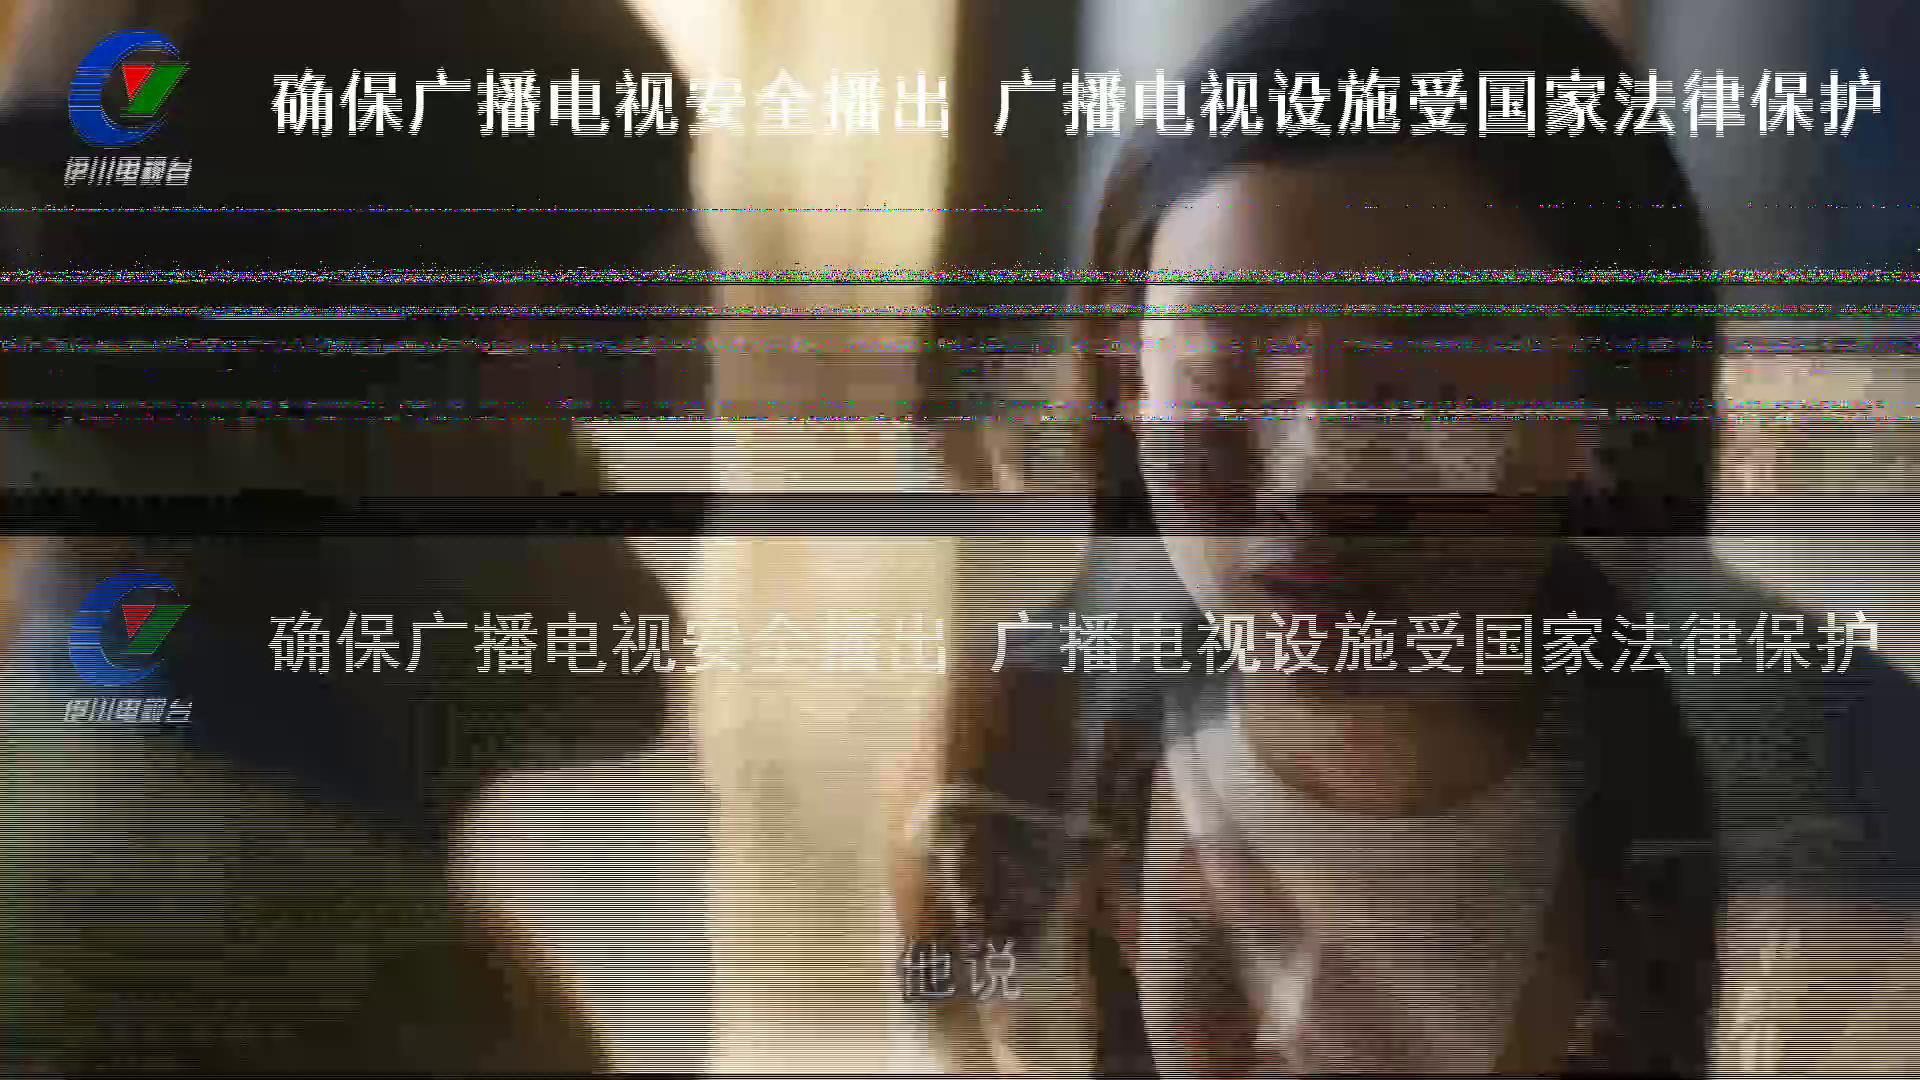 确保广播电视安全播出 广播电视设施受国家法律保护
伊川电视台
确保广播电视安全播出 广播电视设施受国家法律保护
伊川电视台
他说